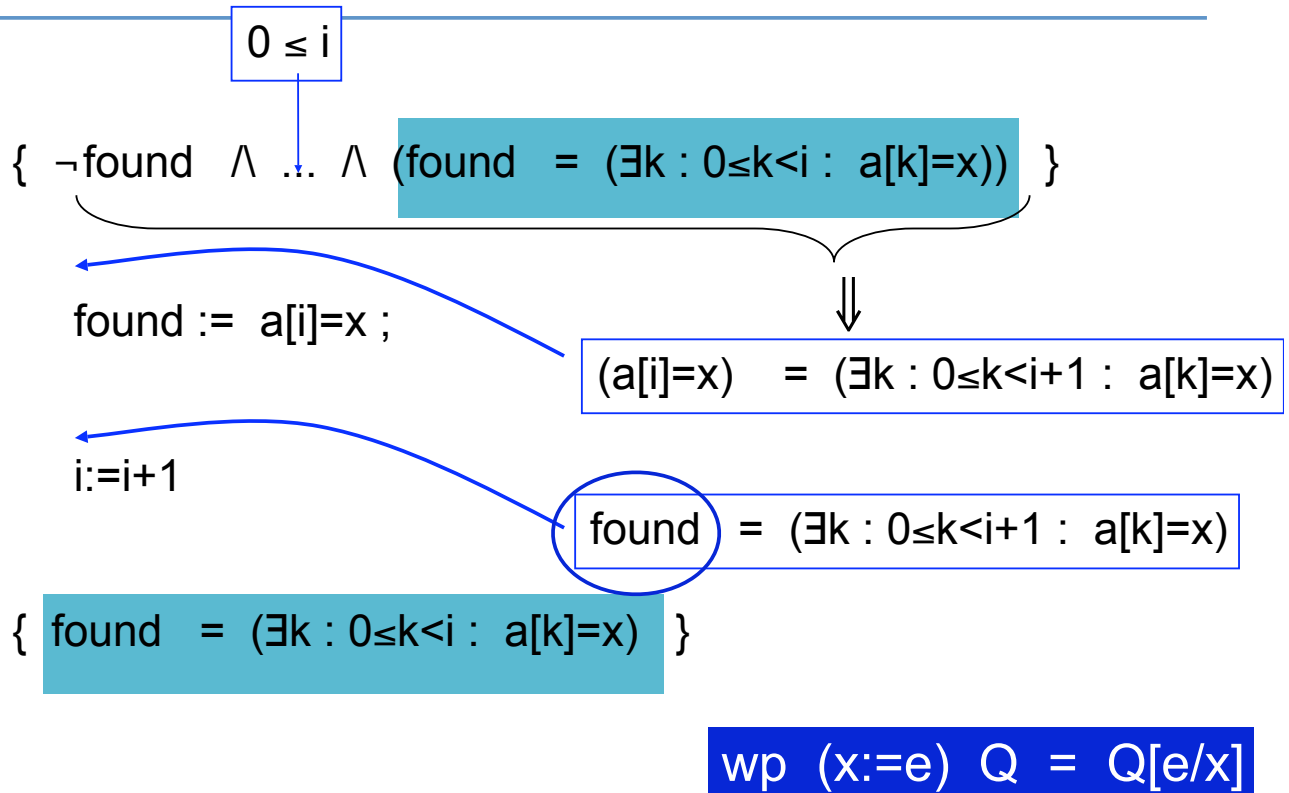 0 ≤ i
{ ¬found /\ ... /\ (found = (∃k : 0≤k<i : a[k]=x)) }
⇓
found := a[i]=x ;
(a[i]=x) = (∃k : 0≤k<i+1 : a[k]=x)
i:=i+1
found = (∃k : 0≤k<i+1 : a[k]=x)
{ found = (∃k : 0≤k<i : a[k]=x) }
wp (x:=e) Q = Q[e/x]